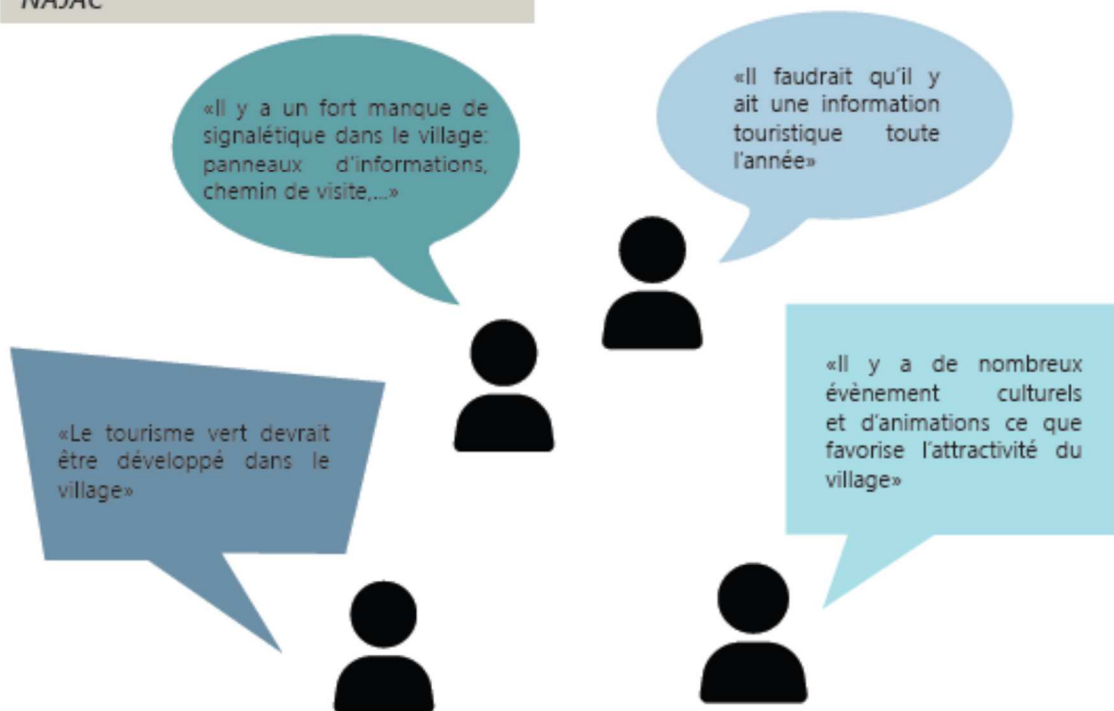 NAJAC
«Il y a un fort manque de
signalétique dans le village:
panneaux d'informations,
chemin de visite,...»
«Il faudrait qu'il y
ait une information
touristique toute
l'année»
«Le tourisme vert devrait
être développé dans le
village»
«Il y a de nombreux
évènement culturels
et d'animations ce que
favorise l'attractivité du
village»